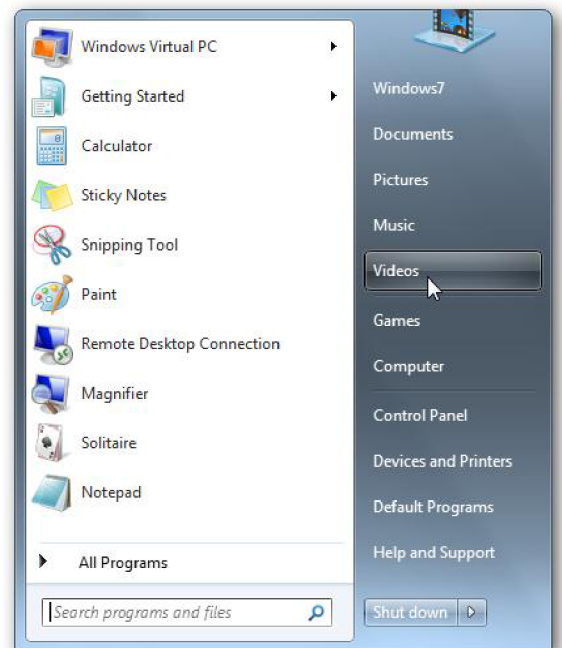 Windows Virtual PC
Getting Started
Calculator
Sticky Notes
Snipping Tool
Paint
Remote Desktop Connection
Magnifier
Solitaire
Notepad
All Programs
Search programs and files
Windows7
Documents
Pictures
Music
Videos
Games
Computer
Control Panel
Devices and Printers
Default Programs
Help and Support
Shut down